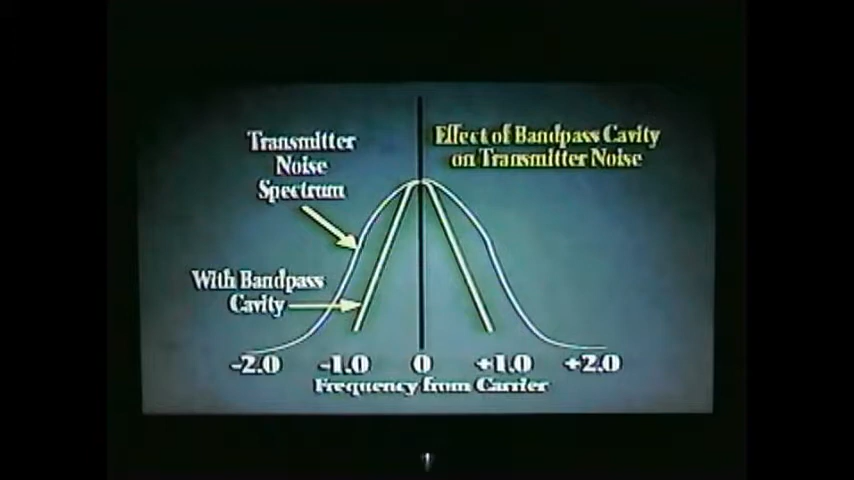 Effect of Bandpass Cavity
on Transmitter Noise
Transmitter
Noise
Spectrum
With Bandpass
Cavity
-2.0 -1.0 0 +1.0 +2.0
Frequency from Carrier